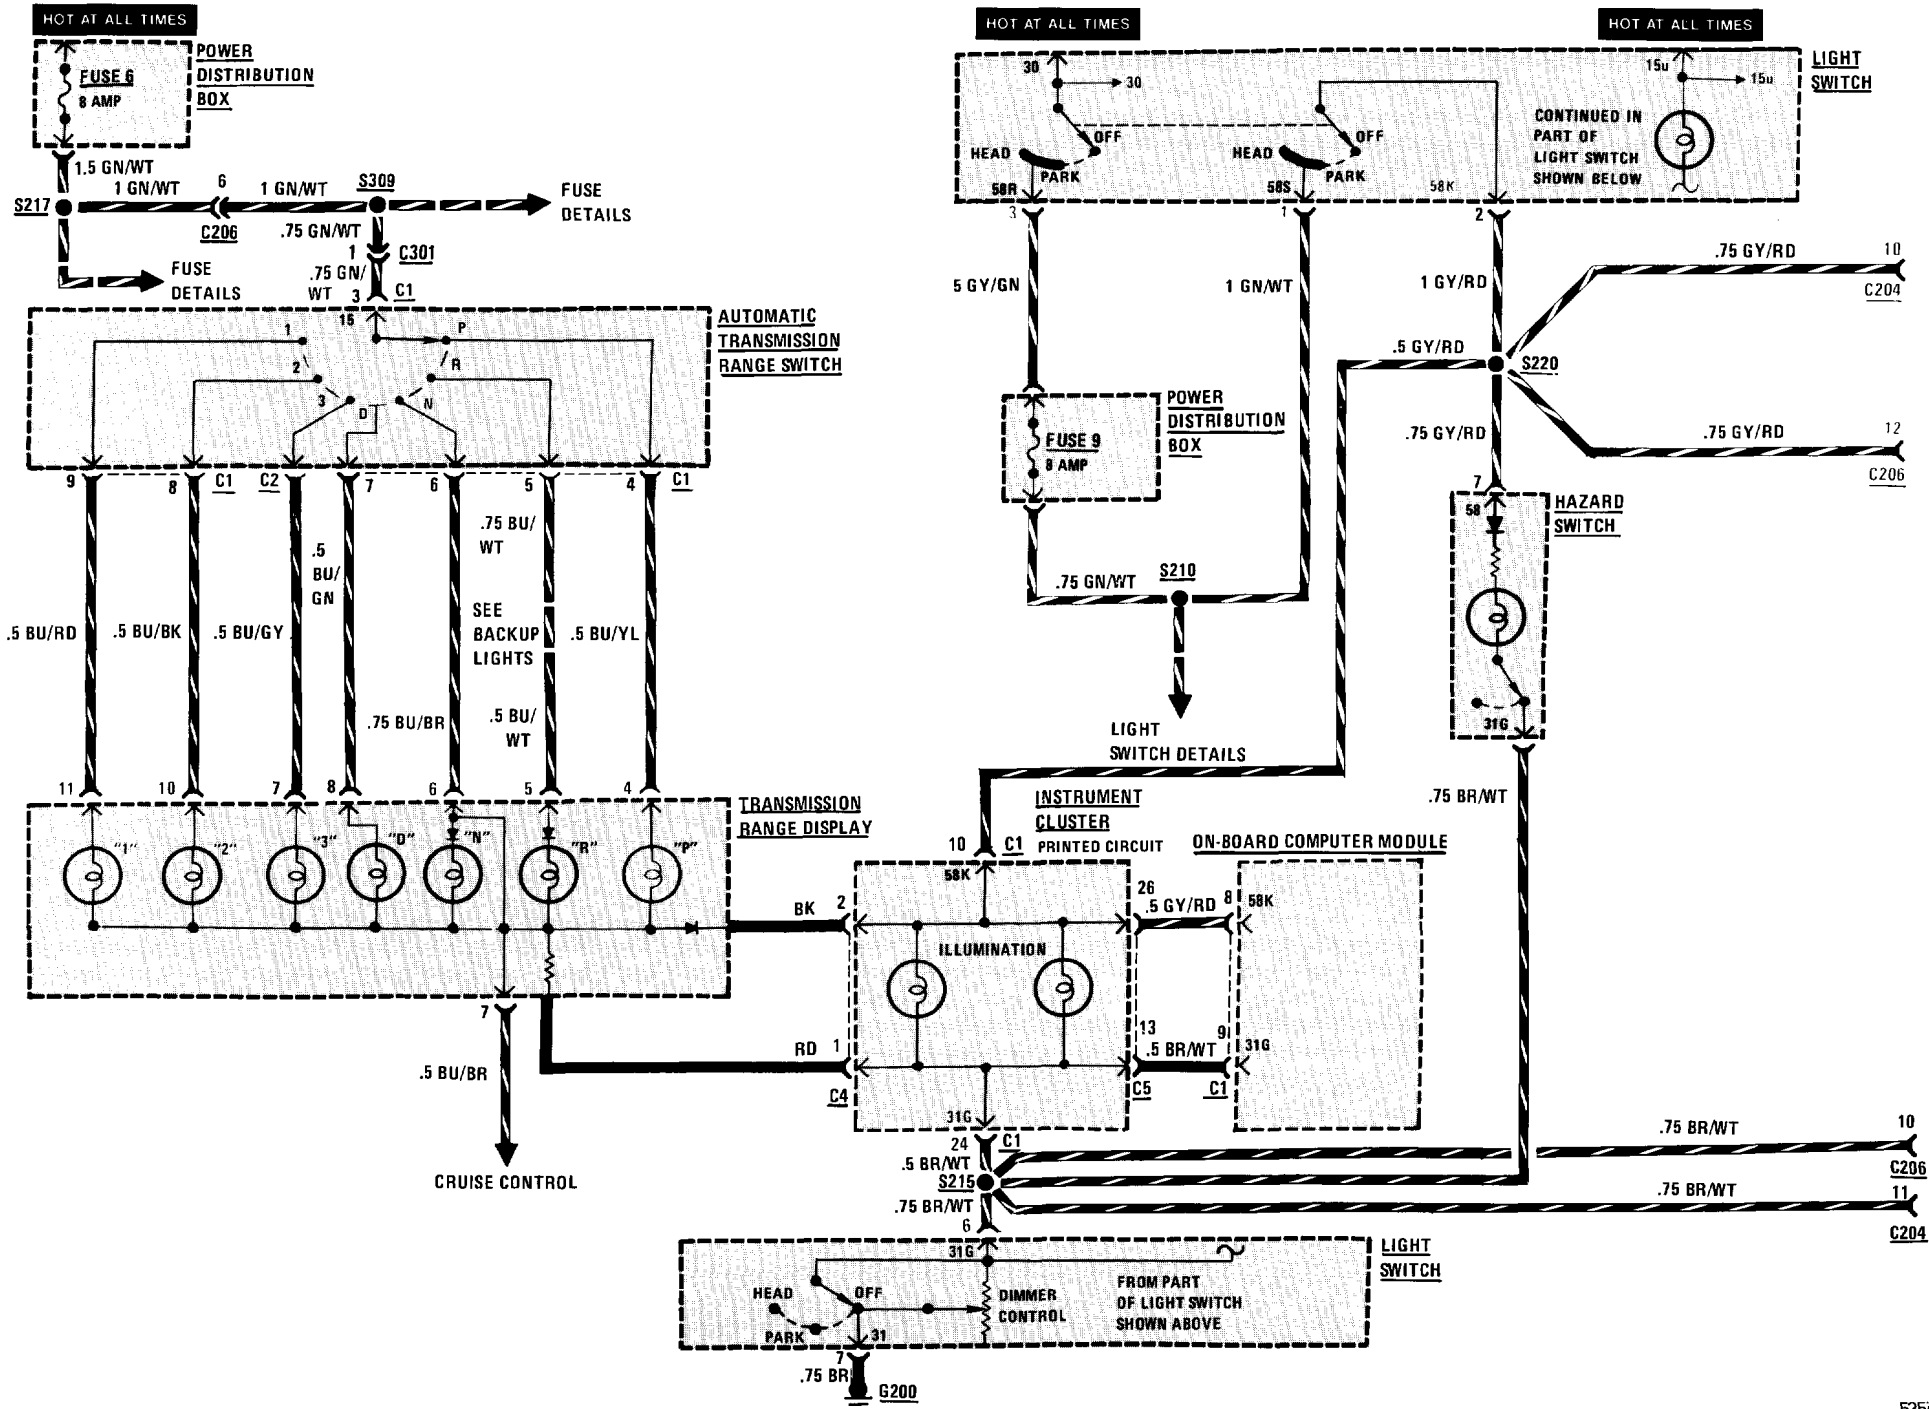 HOT AT ALL TIMES
HOT AT ALL TIMES
HOT AT ALL TIMES
FUSE 6
8 AMP
POWER
DISTRIBUTION
BOX
1.5 GN/WT
1 GN/WT
6
1 GN/WT
S309
S217
C206
.75 GN/WT
FUSE
DETAILS
1
C301
.75 GN/
WT
3
C1
FUSE
DETAILS
AUTOMATIC
TRANSMISSION
RANGE SWITCH
15
1
2
3
D
N
R
P
9
8
C1
C2
7
6
5
4
C1
.5 BU/RD
.5 BU/BK
.5 BU/GY
.5
BU/
GN
.75 BU/BR
.75 BU/
WT
SEE
BACKUP
LIGHTS
.5 BU/
WT
.5 BU/YL
11
10
7
8
6
5
4
TRANSMISSION
RANGE DISPLAY
"1"
"2"
"3"
"D"
"N"
"R"
"P"
7
.5 BU/BR
CRUISE CONTROL
BK
2
RD
1
C4
LIGHT
SWITCH
30
30
OFF
HEAD
PARK
58R
OFF
HEAD
PARK
58S
58K
15u
15u
CONTINUED IN
PART OF
LIGHT SWITCH
SHOWN BELOW
3
1
2
5 GY/GN
1 GN/WT
1 GY/RD
.75 GY/RD
10
C204
.5 GY/RD
S220
.75 GY/RD
.75 GY/RD
12
C206
FUSE 9
8 AMP
POWER
DISTRIBUTION
BOX
.75 GN/WT
S210
LIGHT
SWITCH DETAILS
7
58
HAZARD
SWITCH
31G
.75 BR/WT
INSTRUMENT
CLUSTER
PRINTED CIRCUIT
10
C1
58K
ILLUMINATION
31G
ON-BOARD COMPUTER MODULE
26
.5 GY/RD
8
58K
13
.5 BR/WT
9
31G
C5
C1
24
C1
.5 BR/WT
S215
.75 BR/WT
6
.75 BR/WT
10
C206
.75 BR/WT
11
C204
LIGHT
SWITCH
31G
HEAD
OFF
PARK
31
DIMMER
CONTROL
FROM PART
OF LIGHT SWITCH
SHOWN ABOVE
7
.75 BR
G200